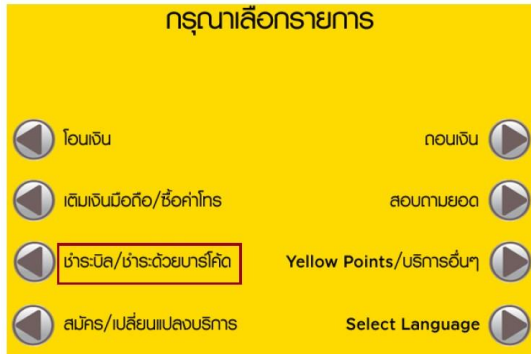 กรุณาเลือกรายการ
โอนเงิน
ถอนเงิน
เติมเงินมือถือ/ซื้อค่าโทร
สอบถามยอด
ชำระบิล/ชำระด้วยบาร์โค้ด
Yellow Points/บริการอื่นๆ
สมัคร/เปลี่ยนแปลงบริการ
Select Language